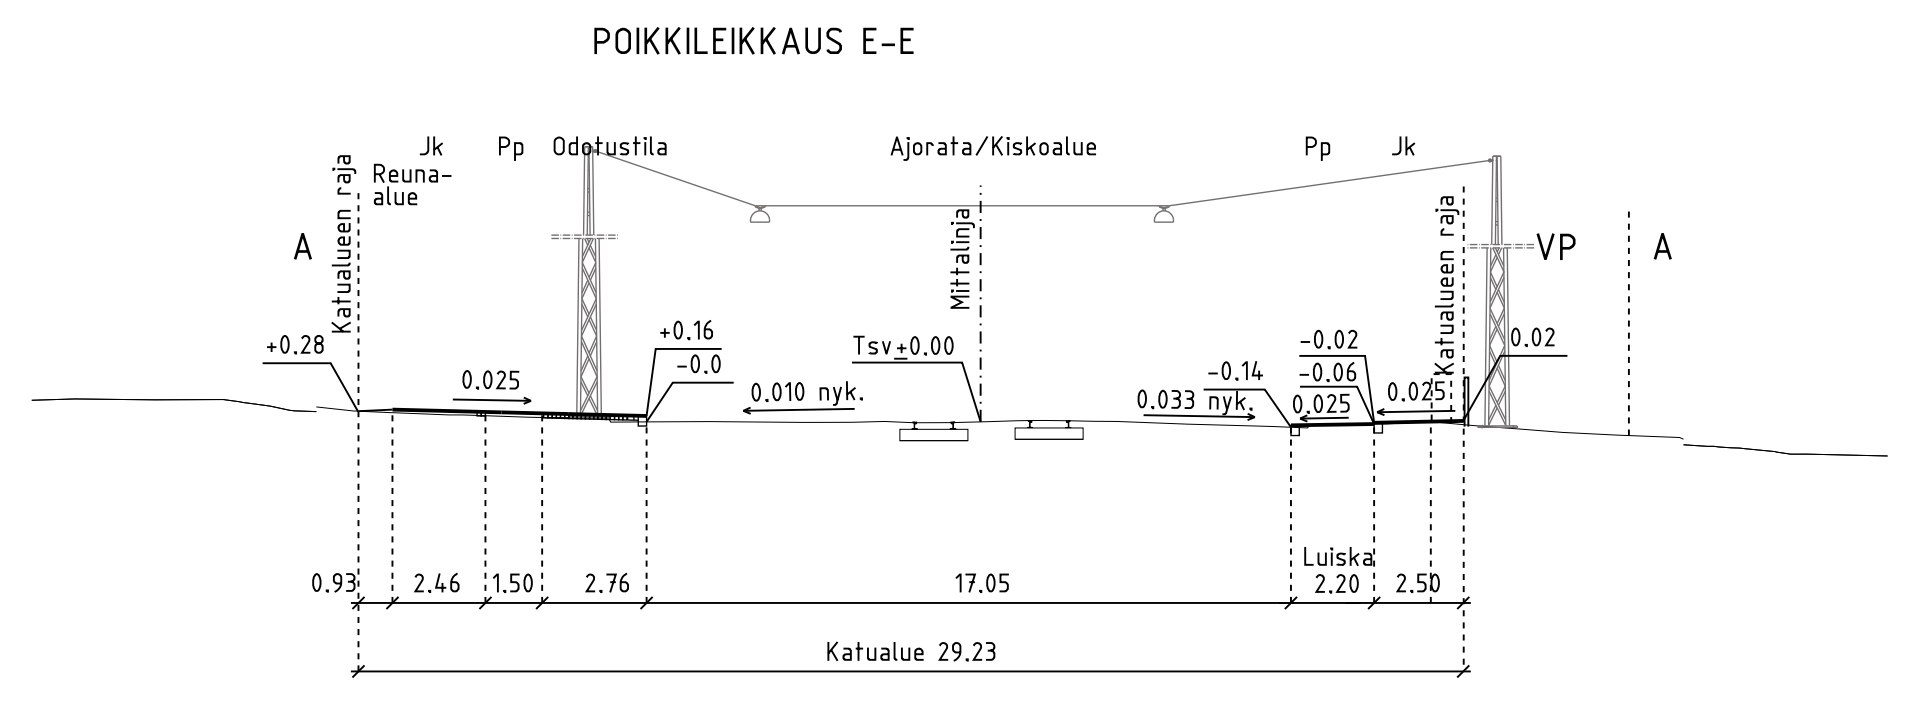 POIKKILEIKKAUS E-E
Jk
Pp
Odotustila
Ajorata/Kiskoalue
Pp
Jk
Reuna-
alue
Katualueen raja
Mittalinja
Katualueen raja
A
VP
A
+0.28
0.025
+0.16
-0.0
0.010 nyk.
Tsv±0.00
0.033 nyk.
-0.14
-0.02
-0.06
0.025
0.025
0.02
Luiska
0.93
2.46
1.50
2.76
17.05
2.20
2.50
Katualue 29.23